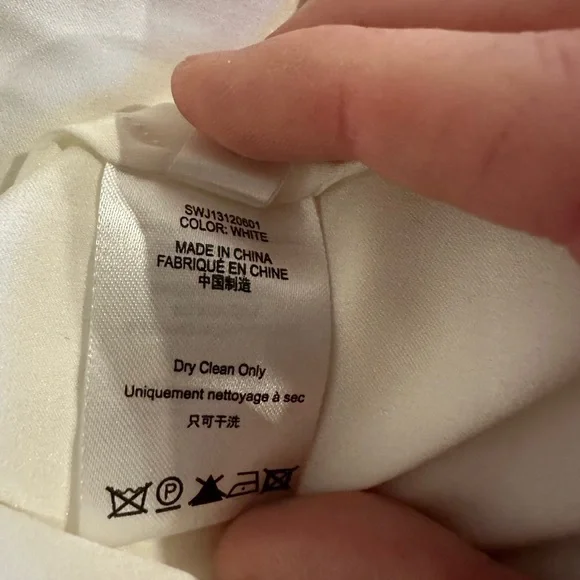 SWJ13120601
COLOR: WHITE
MADE IN CHINA
FABRIQUÉ EN CHINE
中国制造
Dry Clean Only
Uniquement nettoyage à sec
只可干洗
P